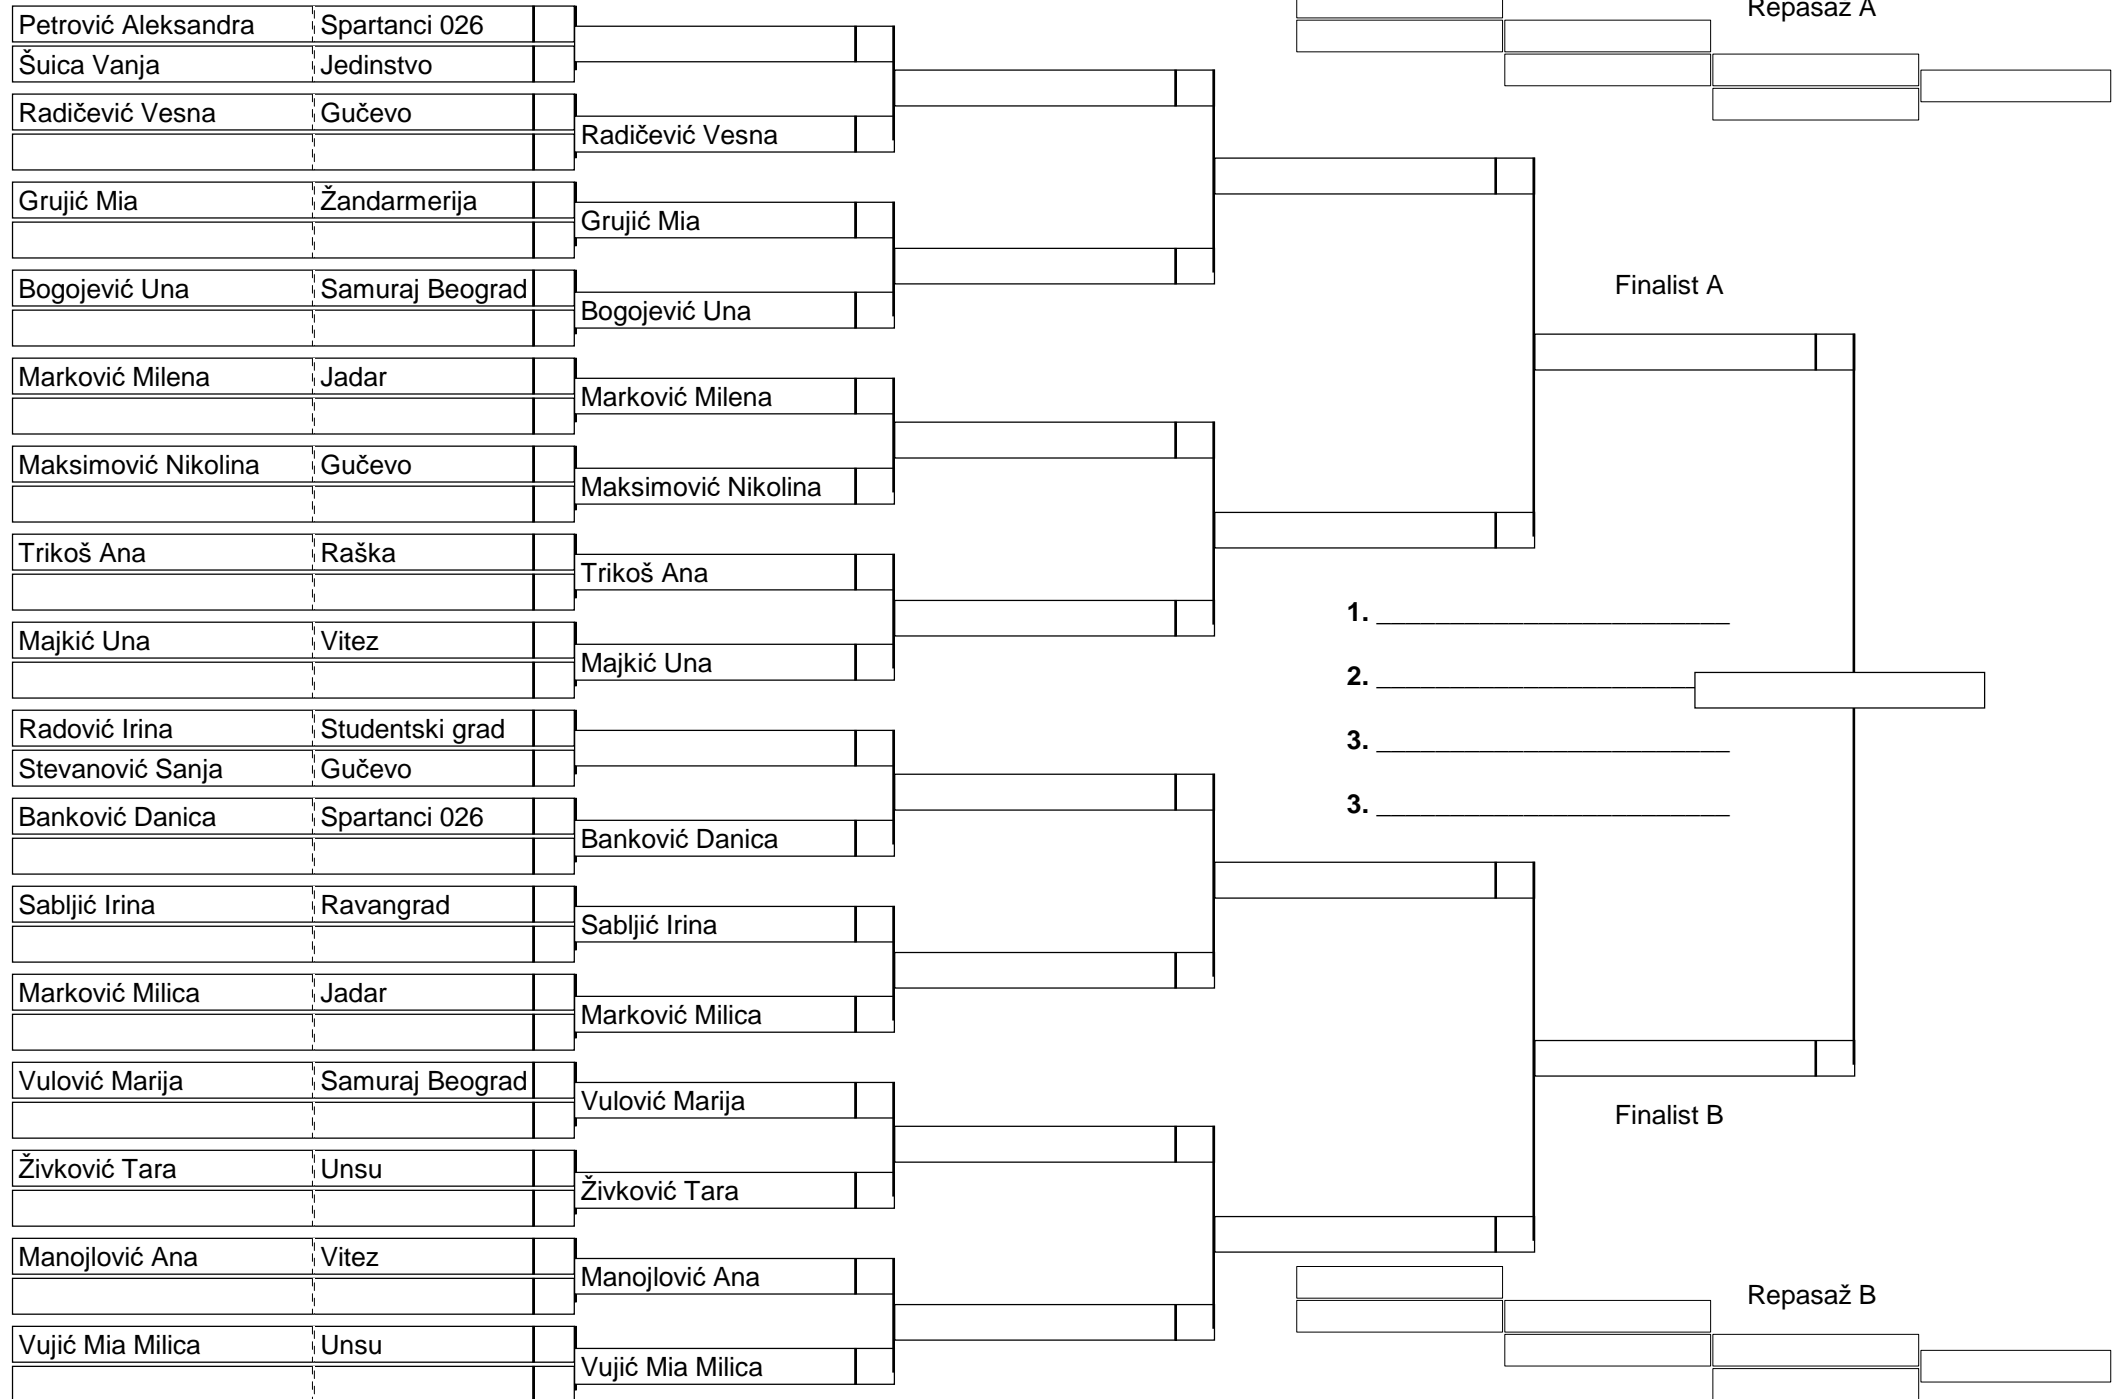 Petrović Aleksandra Spartanci 026
Šuica Vanja Jedinstvo
Radičević Vesna Gučevo
Grujić Mia Žandarmerija
Bogojević Una Samuraj Beograd
Marković Milena Jadar
Maksimović Nikolina Gučevo
Trikoš Ana Raška
Majkić Una Vitez
Radović Irina Studentski grad
Stevanović Sanja Gučevo
Banković Danica Spartanci 026
Sabljić Irina Ravangrad
Marković Milica Jadar
Vulović Marija Samuraj Beograd
Živković Tara Unsu
Manojlović Ana Vitez
Vujić Mia Milica Unsu
Radičević Vesna
Grujić Mia
Bogojević Una
Marković Milena
Maksimović Nikolina
Trikoš Ana
Majkić Una
Banković Danica
Sabljić Irina
Marković Milica
Vulović Marija
Živković Tara
Manojlović Ana
Vujić Mia Milica
Repasaž A
Finalist A
1. ________________________
2. ________________________
3. ________________________
3. ________________________
Finalist B
Repasaž B